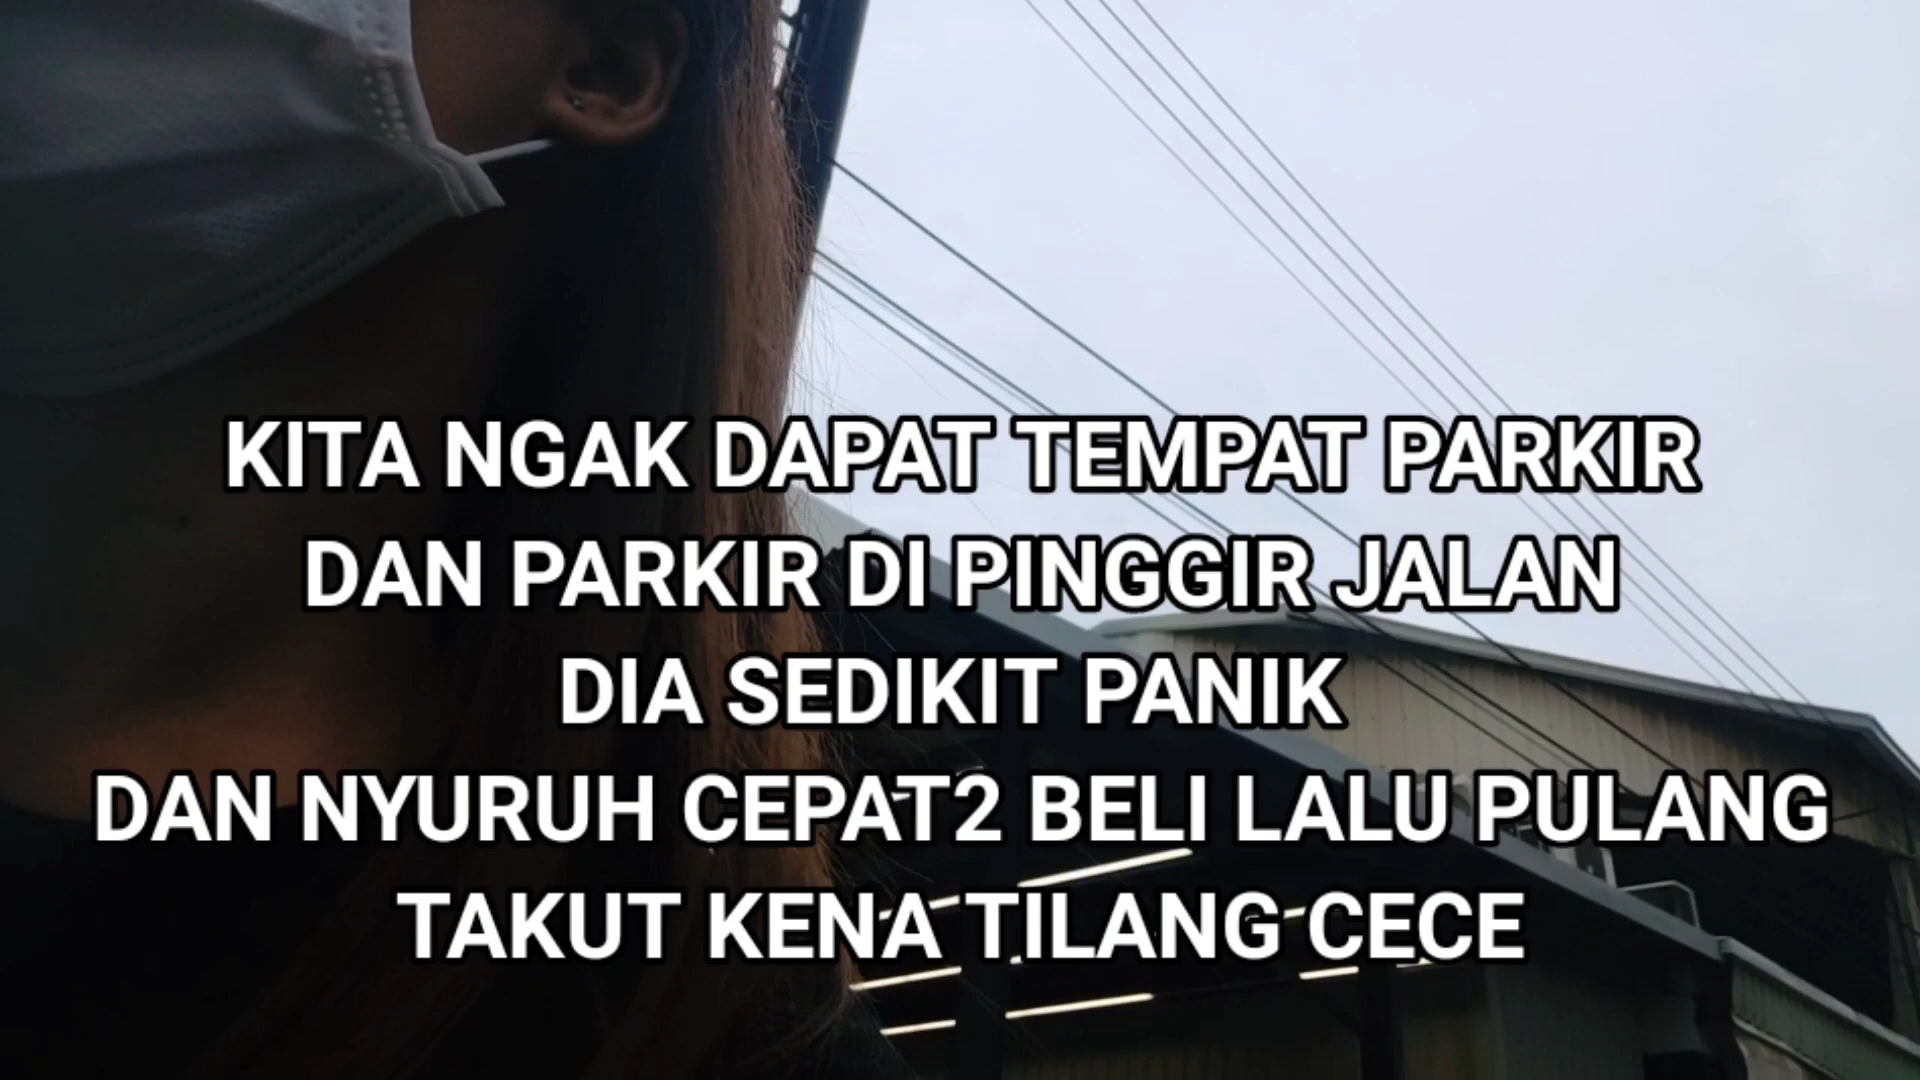 KITA NGAK DAPAT TEMPAT PARKIR
DAN PARKIR DI PINGGIR JALAN
DIA SEDIKIT PANIK
DAN NYURUH CEPAT2 BELI LALU PULANG
TAKUT KENA TILANG CECE